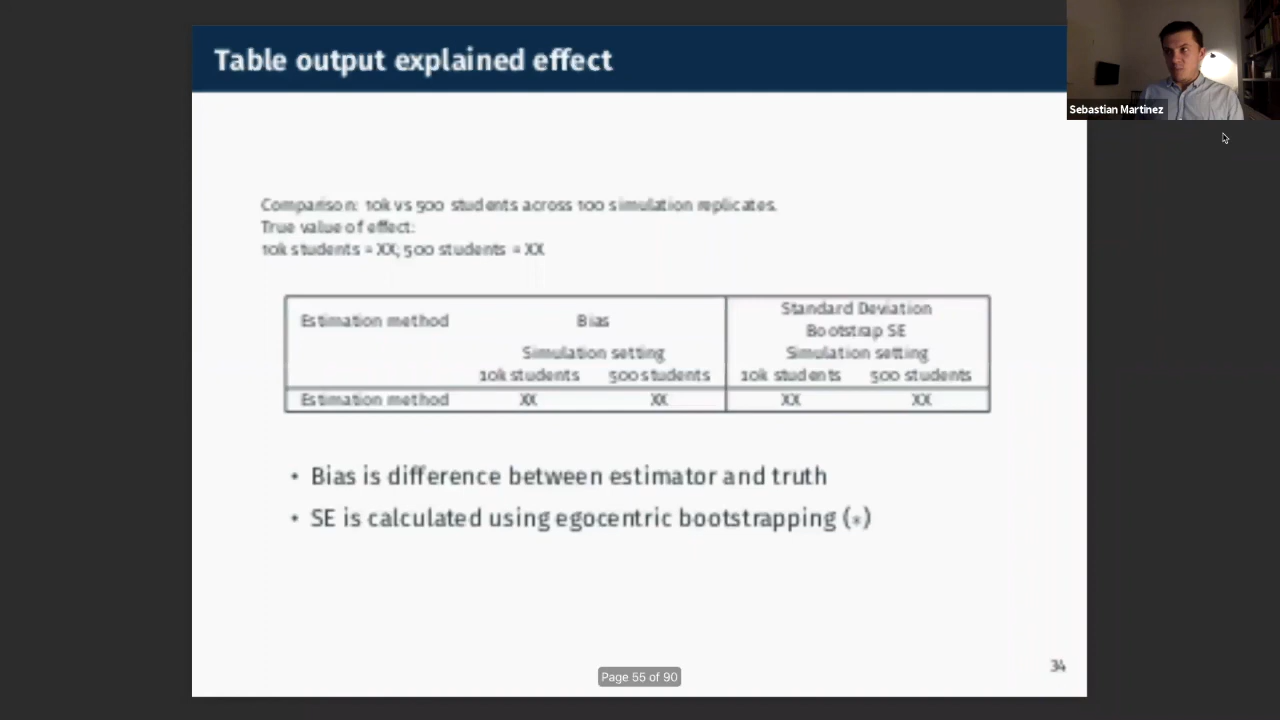 Table output explained effect
Sebastian Martinez
Comparison: 10k vs 500 students across 100 simulation replicates.
True value of effect:
10k students = XX; 500 students = XX
Estimation method Bias Standard Deviation
Bootstrap SE
Simulation setting Simulation setting
10k students 500 students 10k students 500 students
Estimation method XX XX XX XX
• Bias is difference between estimator and truth
• SE is calculated using egocentric bootstrapping (*)
34
Page 55 of 90